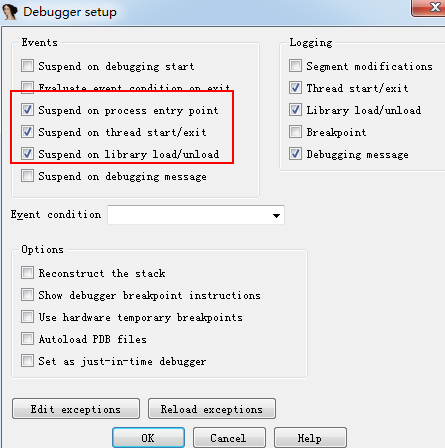 Debugger setup
Events
Suspend on debugging start
Evaluate event condition on exit
Suspend on process entry point
Suspend on thread start/exit
Suspend on library load/unload
Suspend on debugging message
Logging
Segment modifications
Thread start/exit
Library load/unload
Breakpoint
Debugging message
Event condition
Options
Reconstruct the stack
Show debugger breakpoint instructions
Use hardware temporary breakpoints
Autoload PDB files
Set as just-in-time debugger
Edit exceptions
Reload exceptions
OK
Cancel
Help